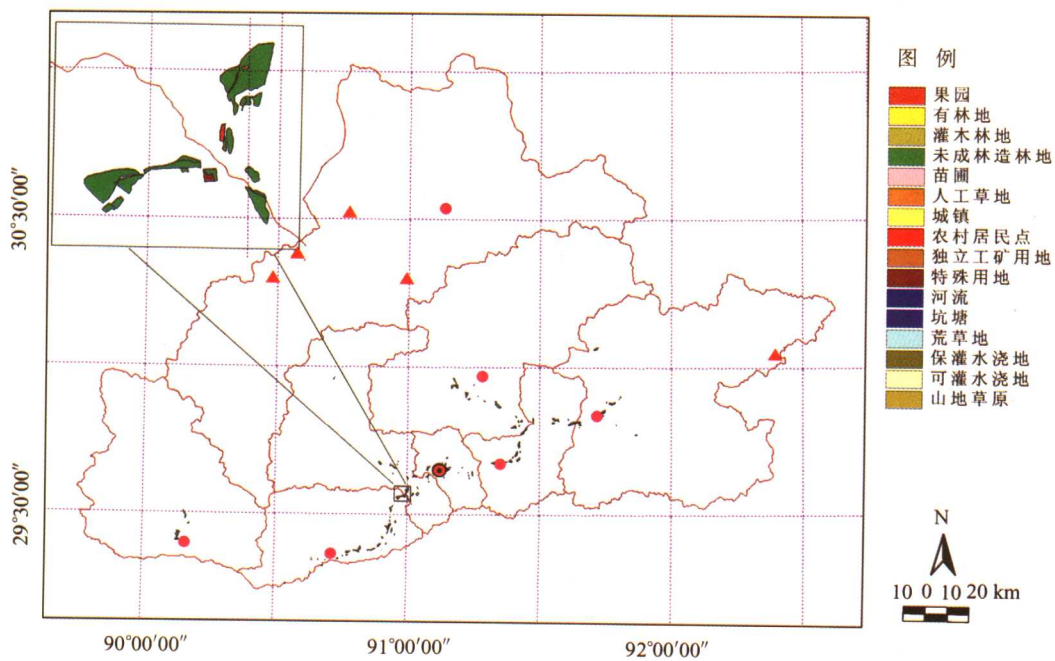 图 例
果园
有林地
灌木林地
未成林造林地
苗圃
人工草地
城镇
农村居民点
独立工矿用地
特殊用地
河流
坑塘
荒草地
保灌水浇地
可灌水浇地
山地草原
30°30′00″
29°30′00″
N
10 0 10 20 km
90°00′00″
91°00′00″
92°00′00″